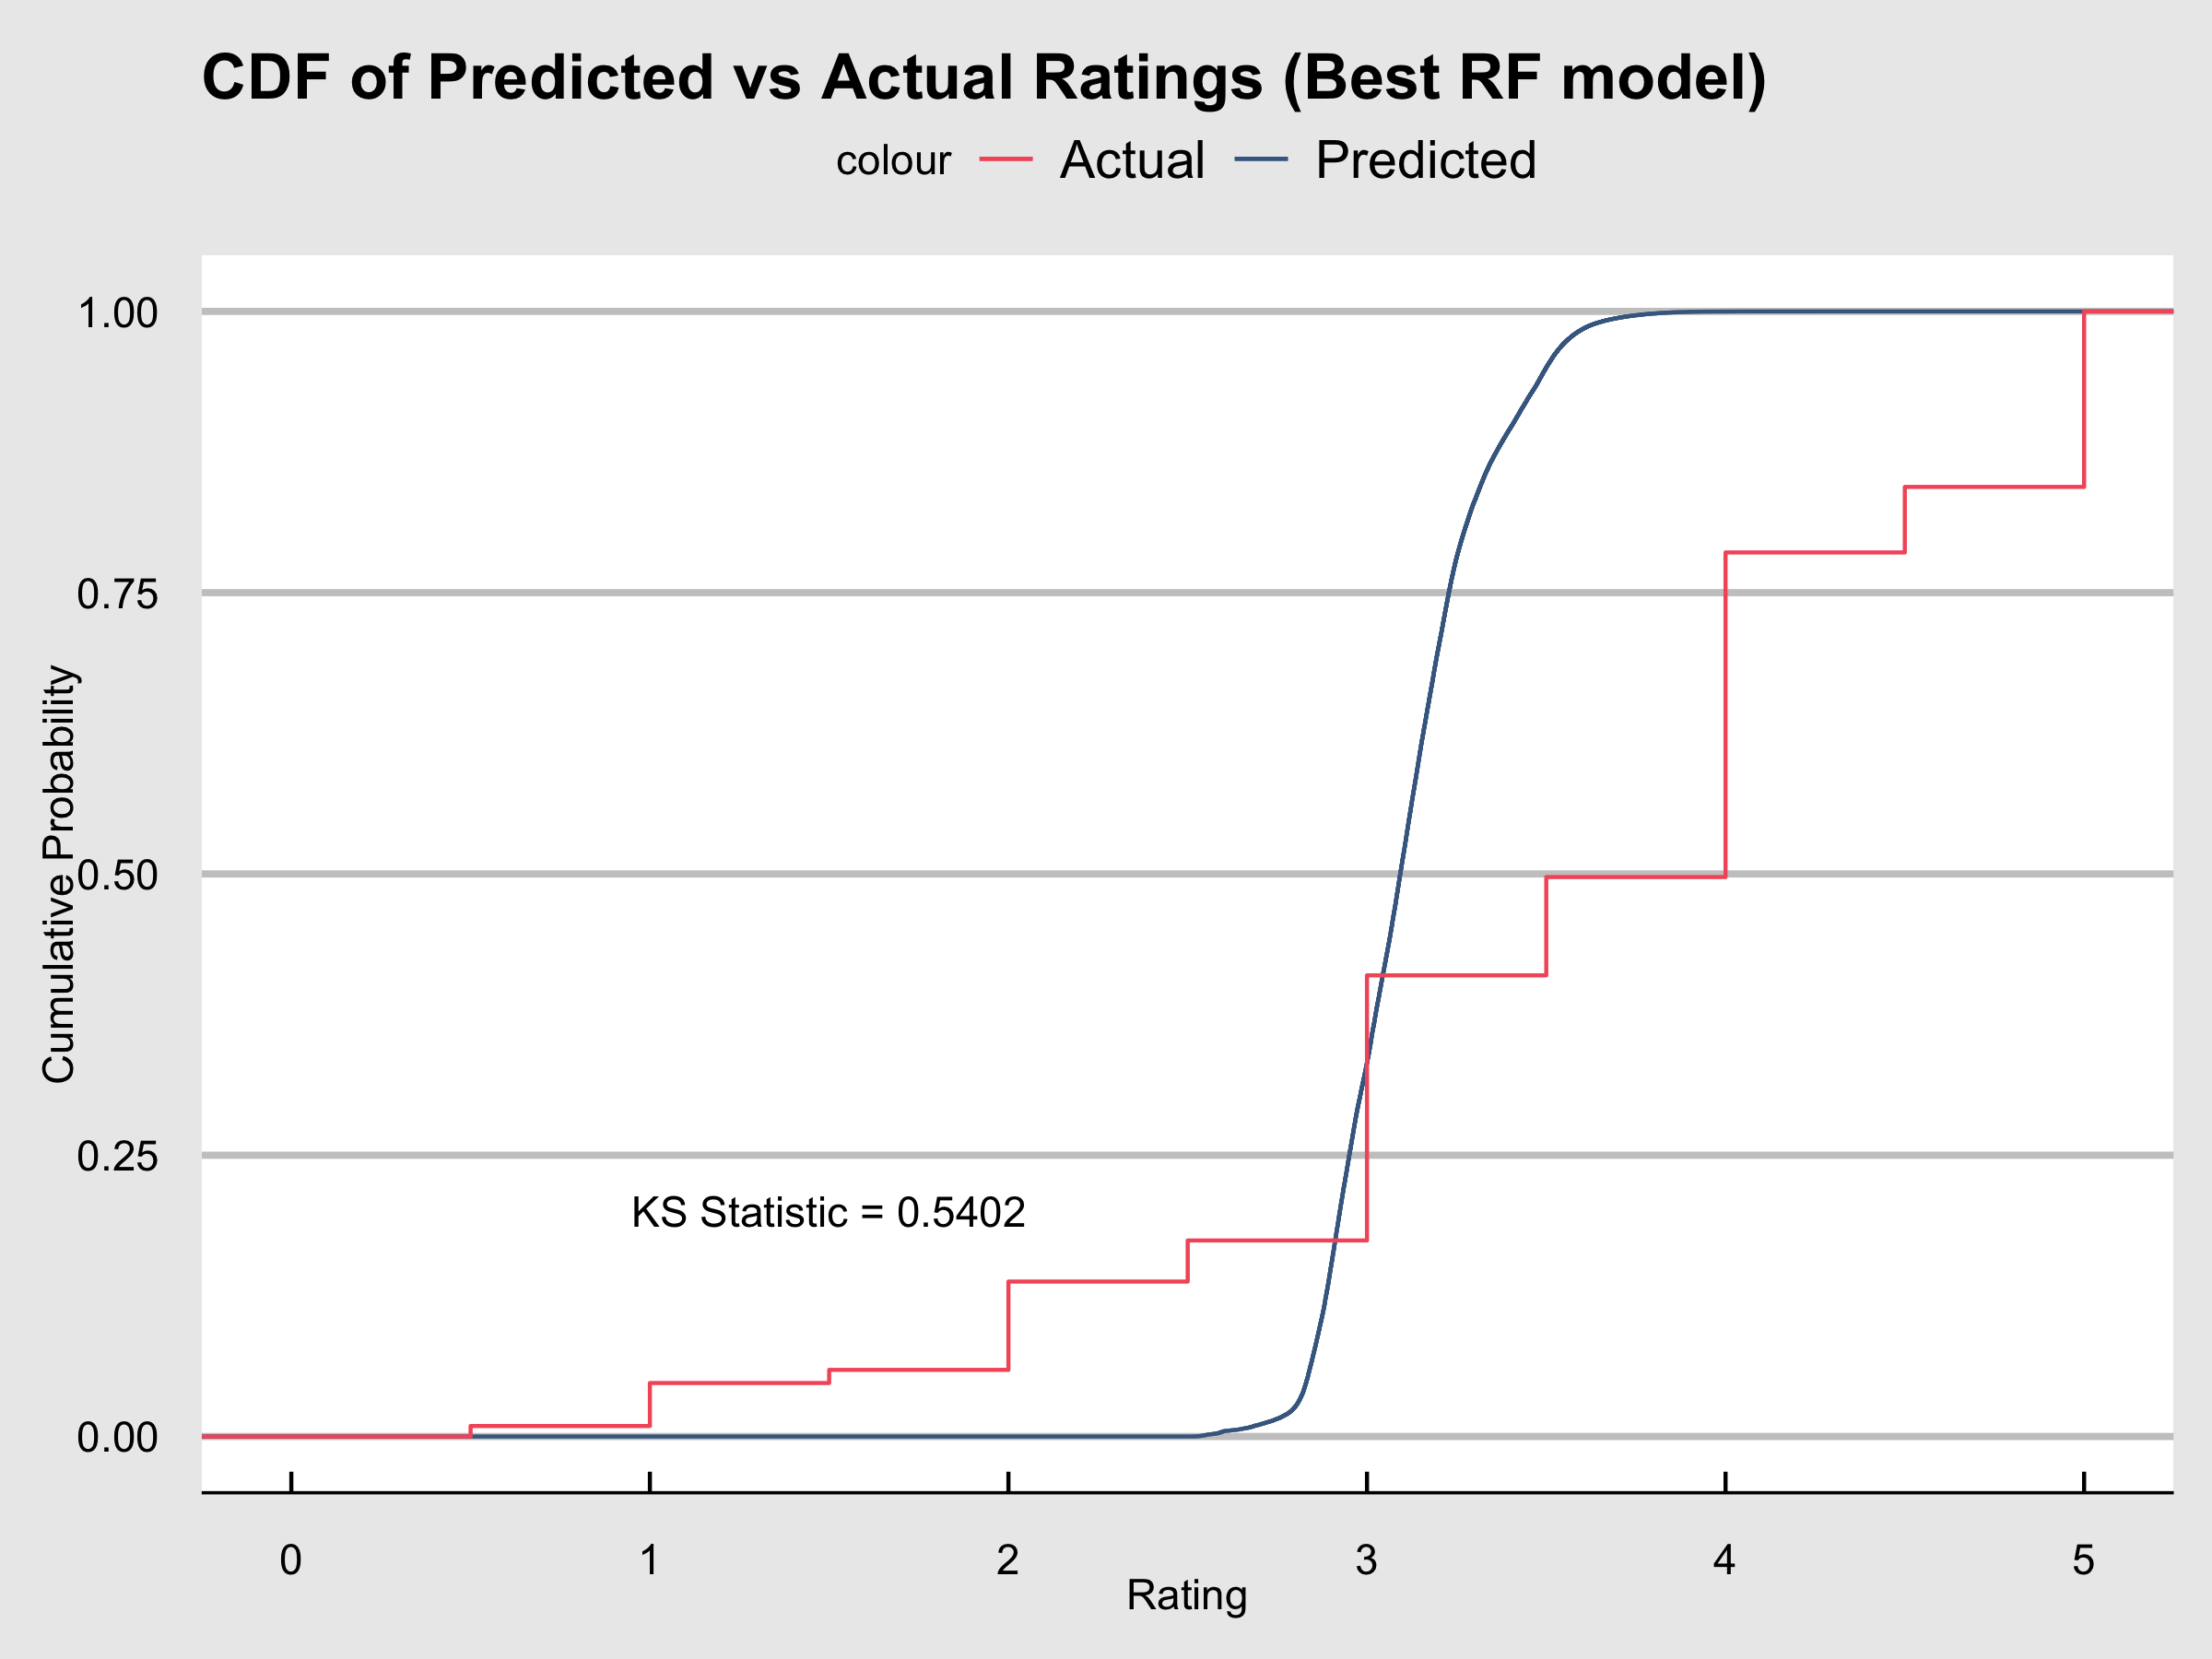 CDF of Predicted vs Actual Ratings (Best RF model)
colour Actual Predicted
1.00
0.75
0.50
0.25
0.00
Cumulative Probability
KS Statistic = 0.5402
0 1 2 3 4 5
Rating